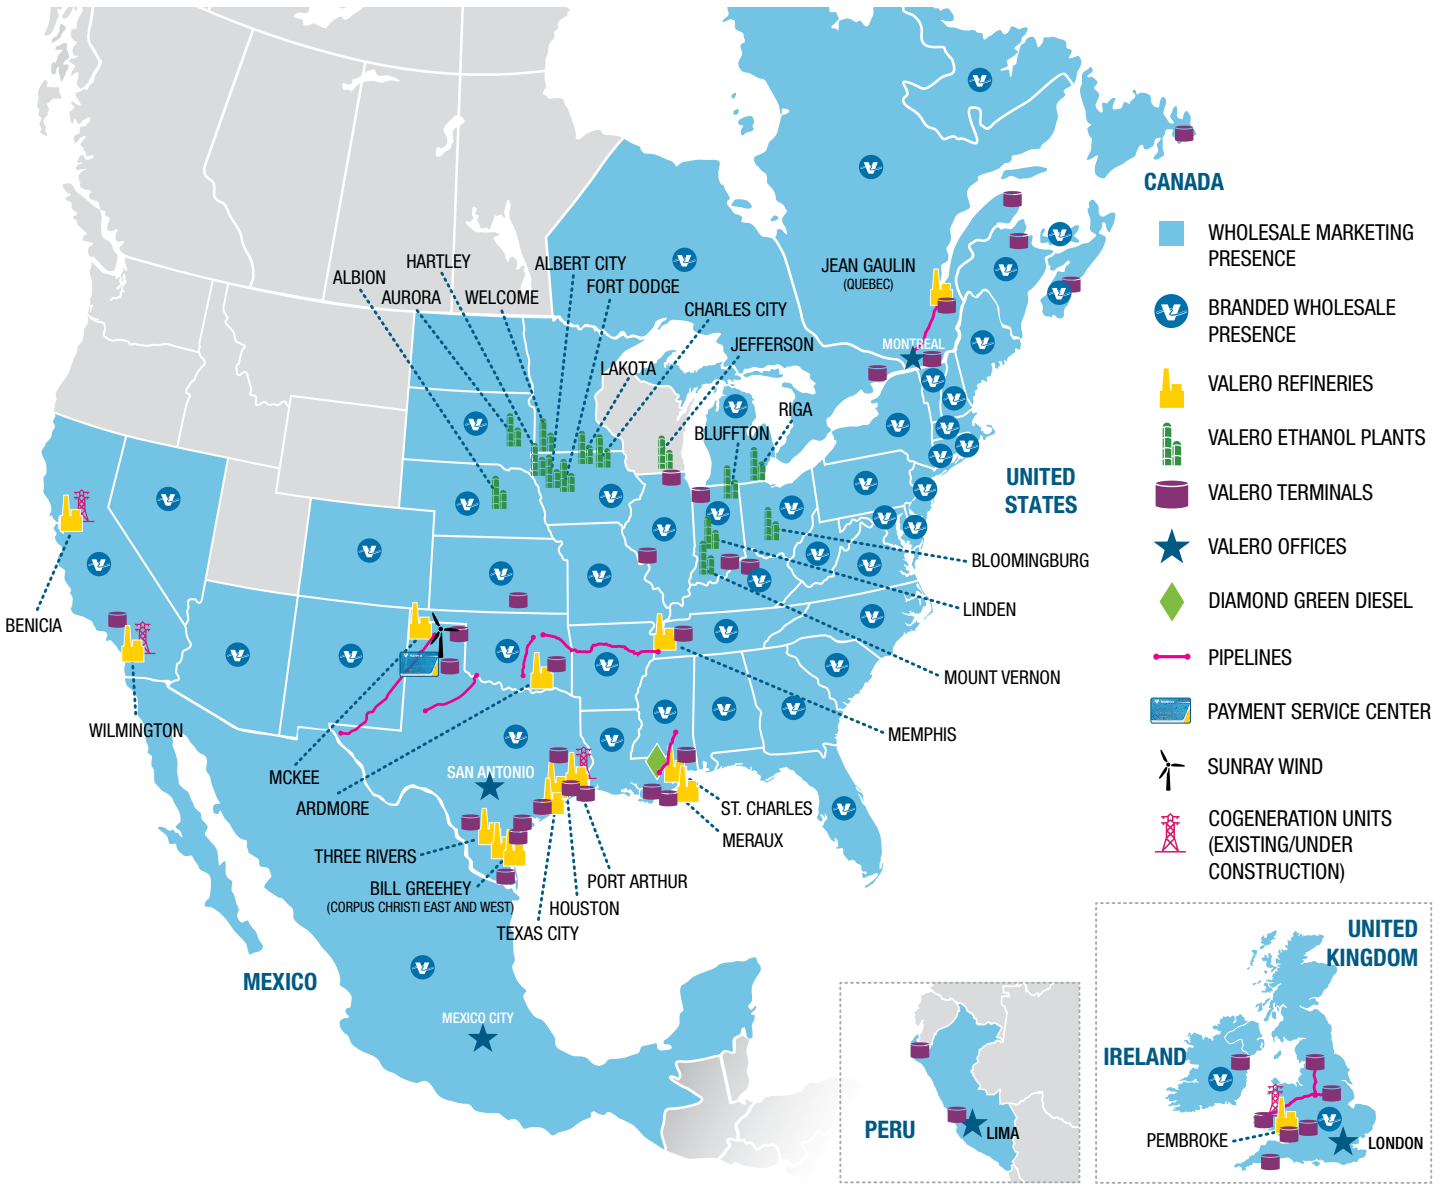 CANADA
WHOLESALE MARKETING
PRESENCE
BRANDED WHOLESALE
PRESENCE
VALERO REFINERIES
VALERO ETHANOL PLANTS
VALERO TERMINALS
VALERO OFFICES
DIAMOND GREEN DIESEL
PIPELINES
PAYMENT SERVICE CENTER
SUNRAY WIND
COGENERATION UNITS
(EXISTING/UNDER
CONSTRUCTION)
HARTLEY
ALBERT CITY
ALBION
FORT DODGE
AURORA
WELCOME
CHARLES CITY
JEFFERSON
LAKOTA
RIGA
BLUFFTON
JEAN GAULIN
(QUEBEC)
MONTREAL
UNITED
STATES
BLOOMINGBURG
LINDEN
MOUNT VERNON
MEMPHIS
BENICIA
WILMINGTON
MCKEE
ARDMORE
SAN ANTONIO
ST. CHARLES
MERAUX
THREE RIVERS
BILL GREEHEY
(CORPUS CHRISTI EAST AND WEST)
PORT ARTHUR
HOUSTON
TEXAS CITY
MEXICO
MEXICO CITY
PERU
LIMA
UNITED
KINGDOM
IRELAND
PEMBROKE
LONDON